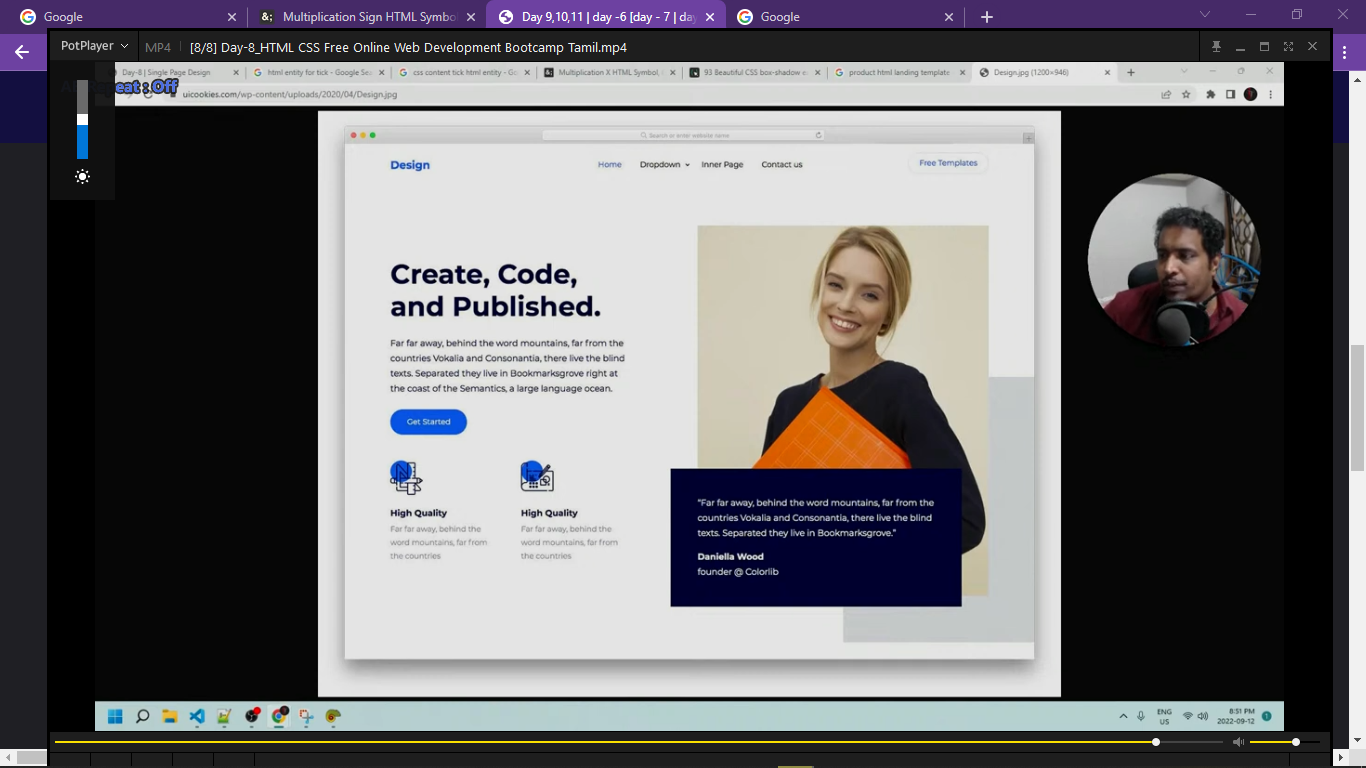 Google
Multiplication Sign HTML Symbo
Day 9,10,11 | day -6 [day - 7 | day
Google
PotPlayer
MP4
[8/8] Day-8_HTML CSS Free Online Web Development Bootcamp Tamil.mp4
Day-8 | Single Page Design
html entity for tick - Google Se
css content tick html entity - Go
Multiplication X HTML Symbol,
93 Beautiful CSS box-shadow e
product html landing template
Design.jpg (1200×946)
eat : Off
uicookies.com/wp-content/uploads/2020/04/Design.jpg
Search or enter website name
Design
Home
Dropdown
Inner Page
Contact us
Free Templates
Create, Code,
and Published.
Far far away, behind the word mountains, far from the
countries Vokalia and Consonantia, there live the blind
texts. Separated they live in Bookmarksgrove right at
the coast of the Semantics, a large language ocean.
Get Started
High Quality
Far far away, behind the
word mountains, far from
the countries
High Quality
Far far away, behind the
word mountains, far from
the countries
"Far far away, behind the word mountains, far from the
countries Vokalia and Consonantia, there live the blind
texts. Separated they live in Bookmarksgrove."
Daniella Wood
founder @ Colorlib
ENG
US
8:51 PM
2022-09-12
1